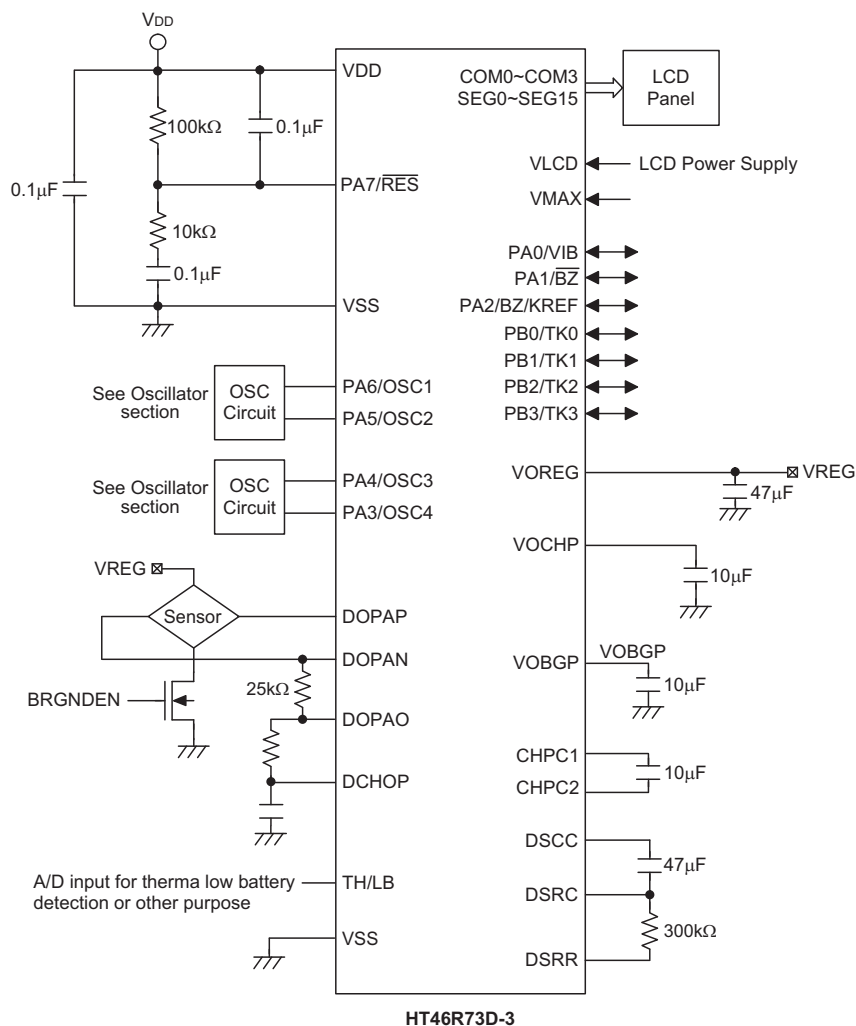 VDD
VDD
100kΩ
0.1μF
0.1μF
PA7/RES
10kΩ
0.1μF
VSS
See Oscillator
section
OSC
Circuit
PA6/OSC1
PA5/OSC2
See Oscillator
section
OSC
Circuit
PA4/OSC3
PA3/OSC4
VREG
Sensor
DOPAP
DOPAN
25kΩ
BRGNDEN
DOPAO
DCHOP
A/D input for therma low battery
detection or other purpose
TH/LB
VSS
COM0~COM3
SEG0~SEG15
LCD
Panel
VLCD
LCD Power Supply
VMAX
PA0/VIB
PA1/BZ
PA2/BZ/KREF
PB0/TK0
PB1/TK1
PB2/TK2
PB3/TK3
VOREG
VREG
47μF
VOCHP
10μF
VOBGP
VOBGP
10μF
CHPC1
CHPC2
10μF
DSCC
47μF
DSRC
300kΩ
DSRR
HT46R73D-3